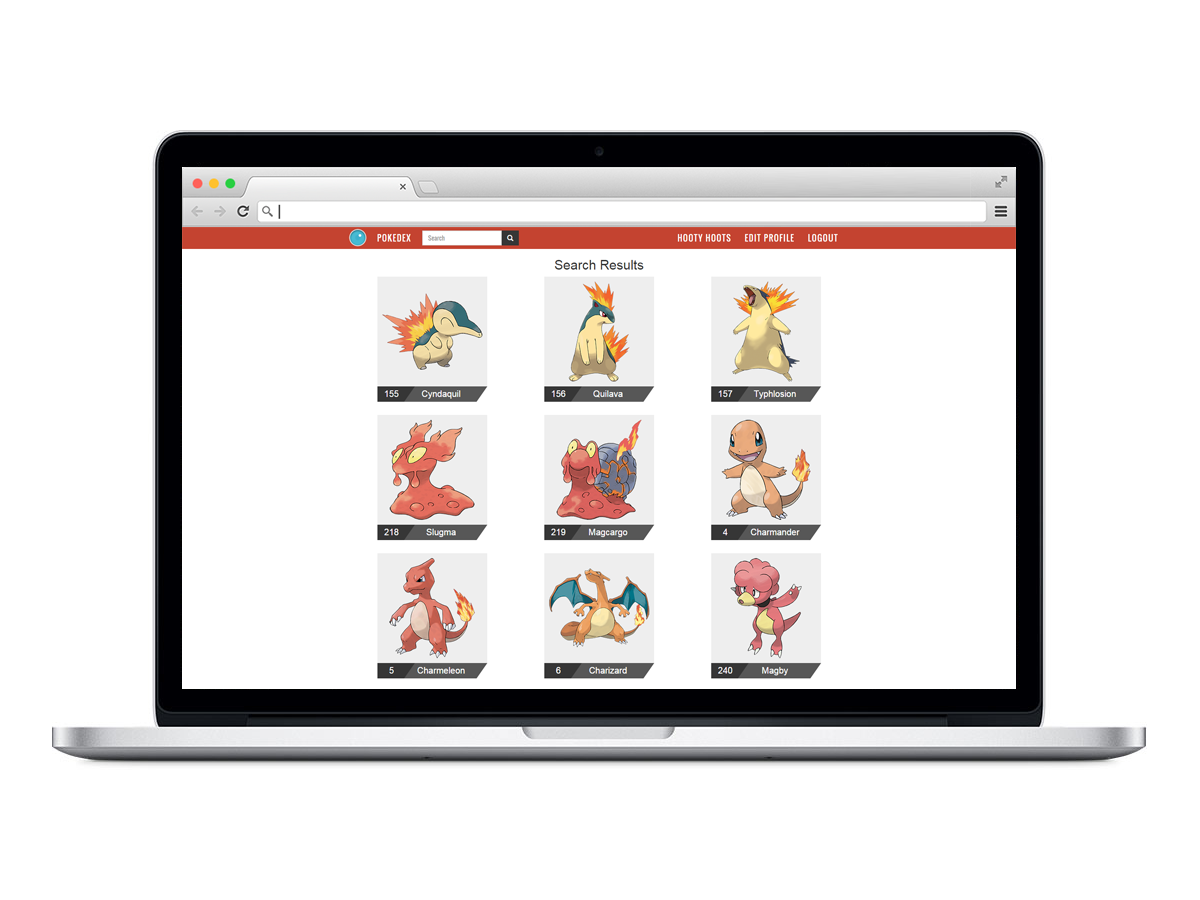 POKEDEX Search HOOTY HOOTS EDIT PROFILE LOGOUT
Search Results
155 Cyndaquil 156 Quilava 157 Typhlosion
218 Slugma 219 Magcargo 4 Charmander
5 Charmeleon 6 Charizard 240 Magby